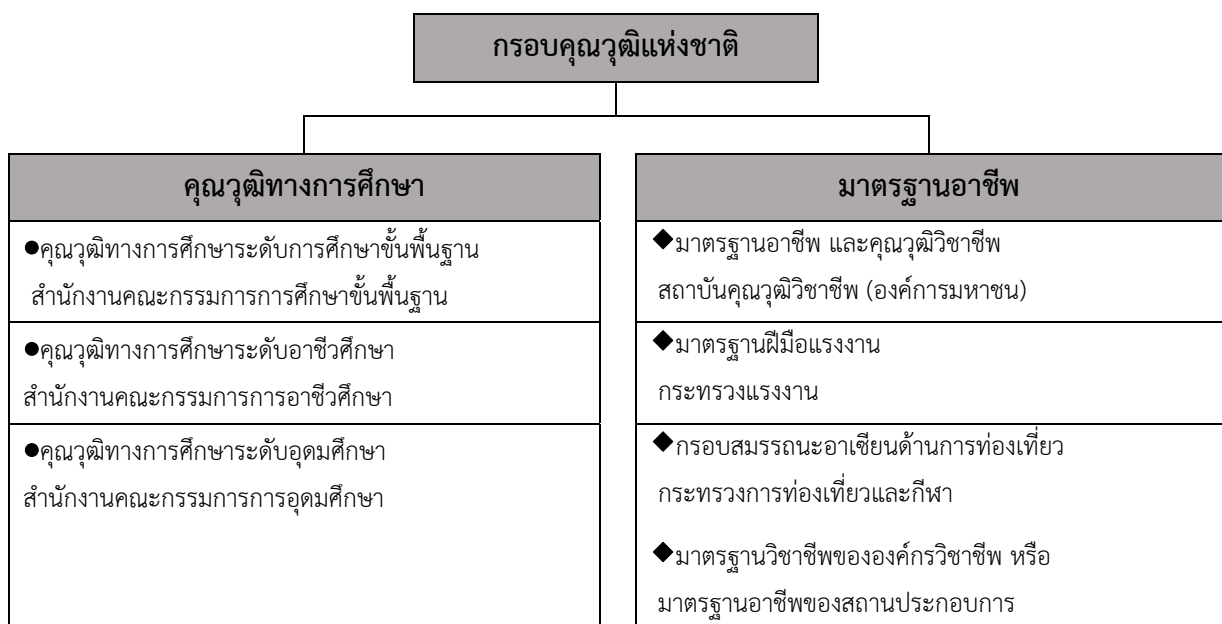 กรอบคุณวุฒิแห่งชาติ
คุณวุฒิทางการศึกษา
●คุณวุฒิทางการศึกษาระดับการศึกษาขั้นพื้นฐาน
สำนักงานคณะกรรมการการศึกษาขั้นพื้นฐาน
●คุณวุฒิทางการศึกษาระดับอาชีวศึกษา
สำนักงานคณะกรรมการการอาชีวศึกษา
●คุณวุฒิทางการศึกษาระดับอุดมศึกษา
สำนักงานคณะกรรมการการอุดมศึกษา
มาตรฐานอาชีพ
◆มาตรฐานอาชีพ และคุณวุฒิวิชาชีพ
สถาบันคุณวุฒิวิชาชีพ (องค์การมหาชน)
◆มาตรฐานฝีมือแรงงาน
กระทรวงแรงงาน
◆กรอบสมรรถนะอาเซียนด้านการท่องเที่ยว
กระทรวงการท่องเที่ยวและกีฬา
◆มาตรฐานวิชาชีพขององค์กรวิชาชีพ หรือ
มาตรฐานอาชีพของสถานประกอบการ